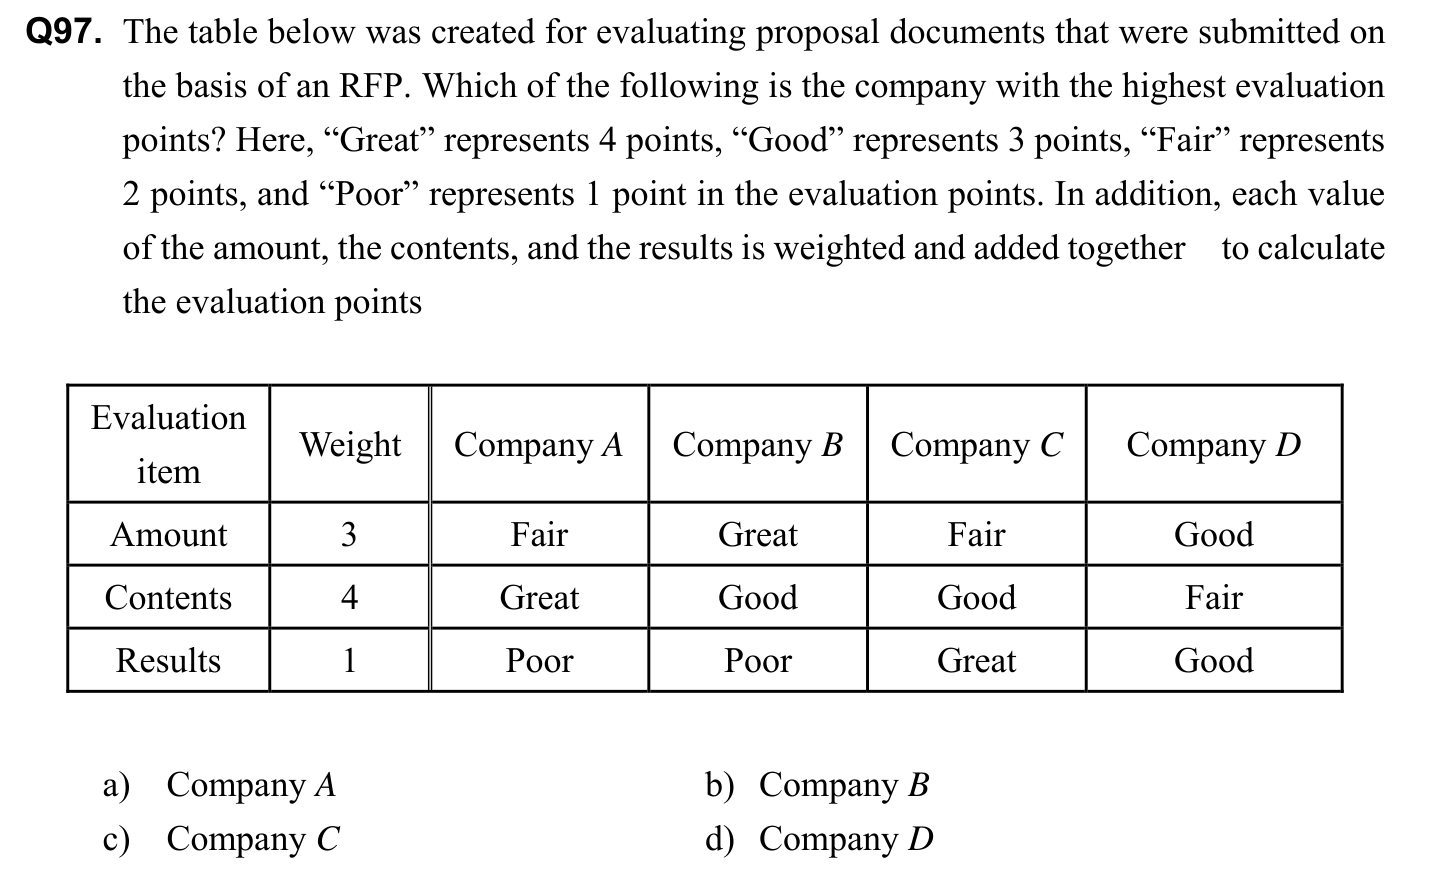 Q97. The table below was created for evaluating proposal documents that were submitted on
the basis of an RFP. Which of the following is the company with the highest evaluation
points? Here, “Great” represents 4 points, “Good” represents 3 points, “Fair” represents
2 points, and “Poor” represents 1 point in the evaluation points. In addition, each value
of the amount, the contents, and the results is weighted and added together to calculate
the evaluation points
Evaluation item Weight Company A Company B Company C Company D
Amount 3 Fair Great Fair Good
Contents 4 Great Good Good Fair
Results 1 Poor Poor Great Good
a) Company A b) Company B
c) Company C d) Company D